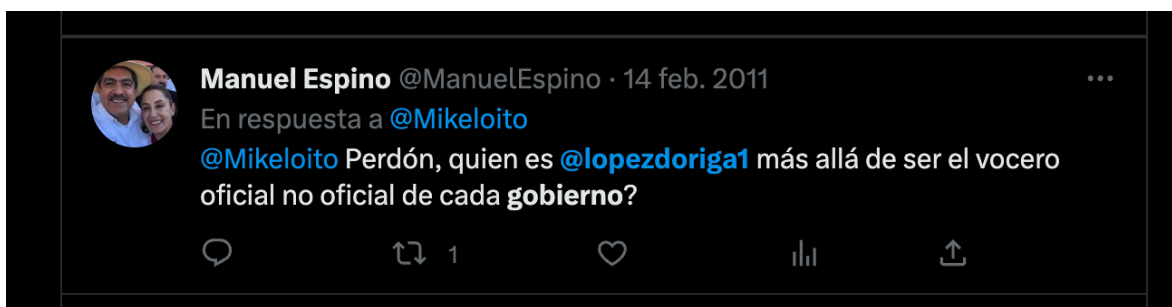 Manuel Espino @ManuelEspino · 14 feb. 2011
En respuesta a @Mikeloito
@Mikeloito Perdón, quien es @lopezdoriga1 más allá de ser el vocero
oficial no oficial de cada gobierno?
1